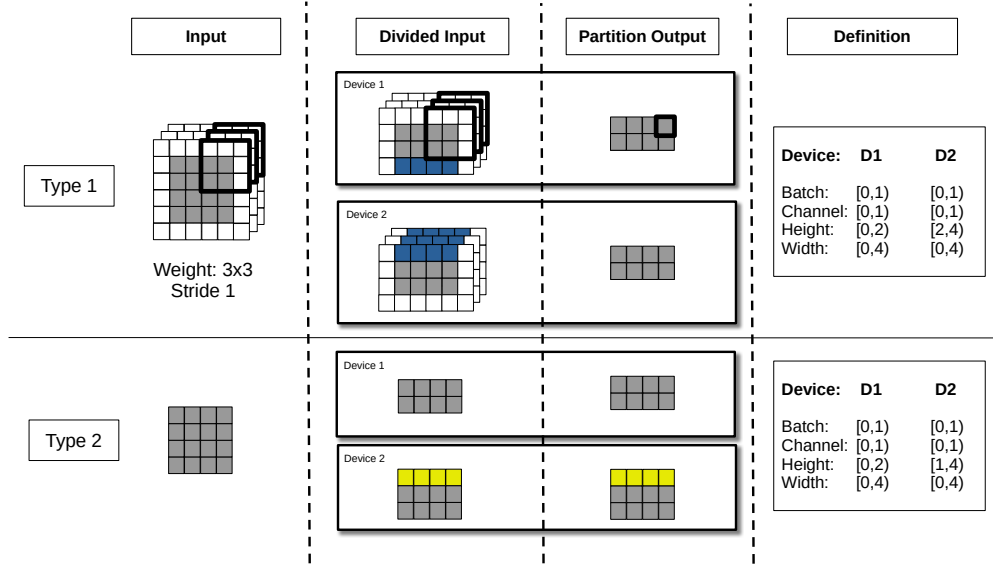 Input
Divided Input
Partition Output
Definition
Type 1
Weight: 3x3
Stride 1
Device 1
Device 2
Device: D1 D2
Batch: [0,1) [0,1)
Channel: [0,1) [0,1)
Height: [0,2) [2,4)
Width: [0,4) [0,4)
Type 2
Device 1
Device 2
Device: D1 D2
Batch: [0,1) [0,1)
Channel: [0,1) [0,1)
Height: [0,2) [1,4)
Width: [0,4) [0,4)